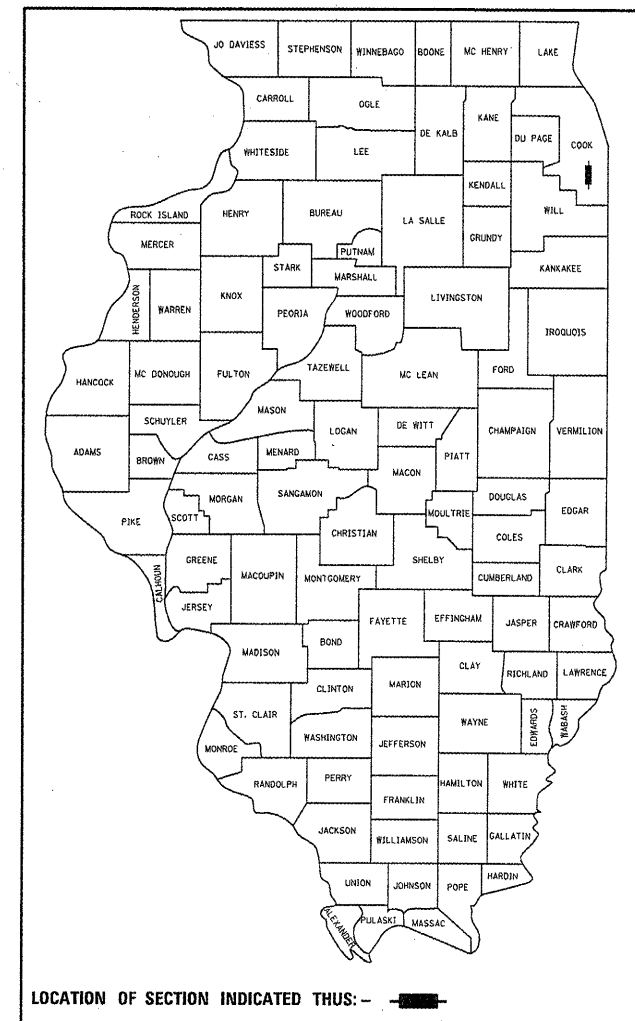 JO DAVIESS
STEPHENSON
WINNEBAGO
BOONE
MC HENRY
LAKE
CARROLL
OGLE
DE KALB
KANE
DU PAGE
COOK
WHITESIDE
LEE
KENDALL
WILL
ROCK ISLAND
HENRY
BUREAU
LA SALLE
GRUNDY
MERCER
PUTNAM
STARK
MARSHALL
KANKAKEE
HENDERSON
WARREN
KNOX
PEORIA
WOODFORD
LIVINGSTON
IROQUOIS
HANCOCK
MC DONOUGH
FULTON
TAZEWELL
MC LEAN
FORD
SCHUYLER
MASON
LOGAN
DE WITT
CHAMPAIGN
VERMILION
ADAMS
BROWN
CASS
MENARD
MACON
PIATT
MORGAN
SANGAMON
DOUGLAS
EDGAR
PIKE
SCOTT
CHRISTIAN
MOULTRIE
COLES
GREENE
MACOUPIN
MONTGOMERY
SHELBY
CUMBERLAND
CLARK
CALHOUN
JERSEY
FAYETTE
EFFINGHAM
JASPER
CRAWFORD
MADISON
BOND
CLAY
RICHLAND
LAWRENCE
CLINTON
MARION
ST. CLAIR
WAYNE
EDWARDS
WABASH
MONROE
WASHINGTON
JEFFERSON
RANDOLPH
PERRY
HAMILTON
WHITE
FRANKLIN
JACKSON
WILLIAMSON
SALINE
GALLATIN
UNION
JOHNSON
POPE
HARDIN
ALEXANDER
PULASKI
MASSAC
LOCATION OF SECTION INDICATED THUS: -